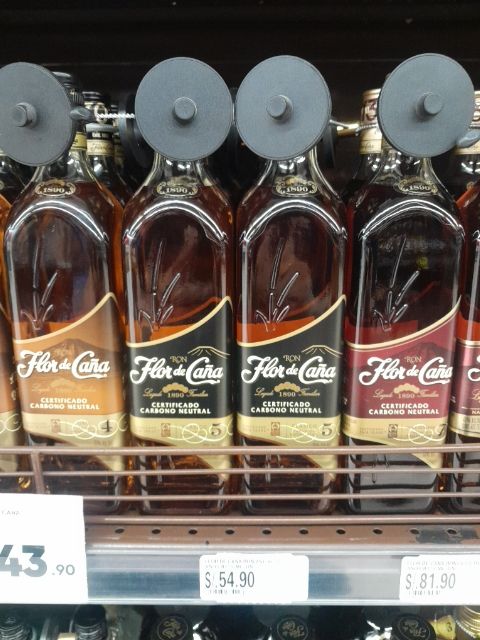 1890
1890
1890
1890
Flor de Caña
CERTIFICADO
CARBONO NEUTRAL
4
RON
Flor de Caña
1890
CERTIFICADO
CARBONO NEUTRAL
5
RON
Flor de Caña
1890
CERTIFICADO
CARBONO NEUTRAL
5
RON
Flor de Caña
1890
CERTIFICADO
CARBONO NEUTRAL
7
43.90
$ 54.90
$ 81.90